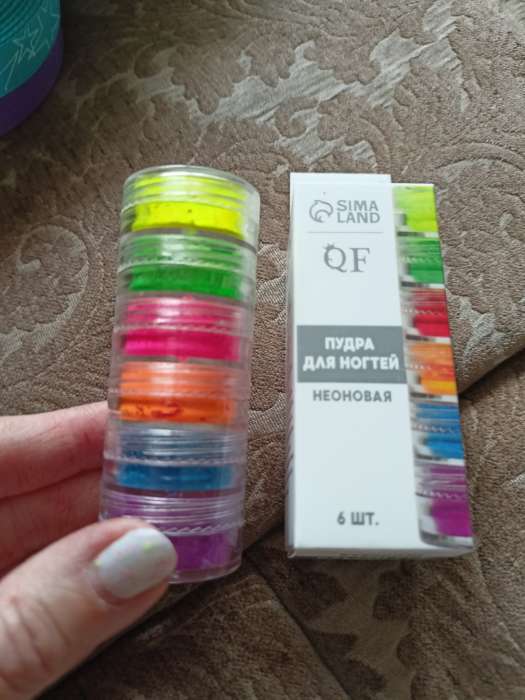 SIMA
LAND
QF
ПУДРА
ДЛЯ НОГТЕЙ
НЕОНОВАЯ
6 ШТ.